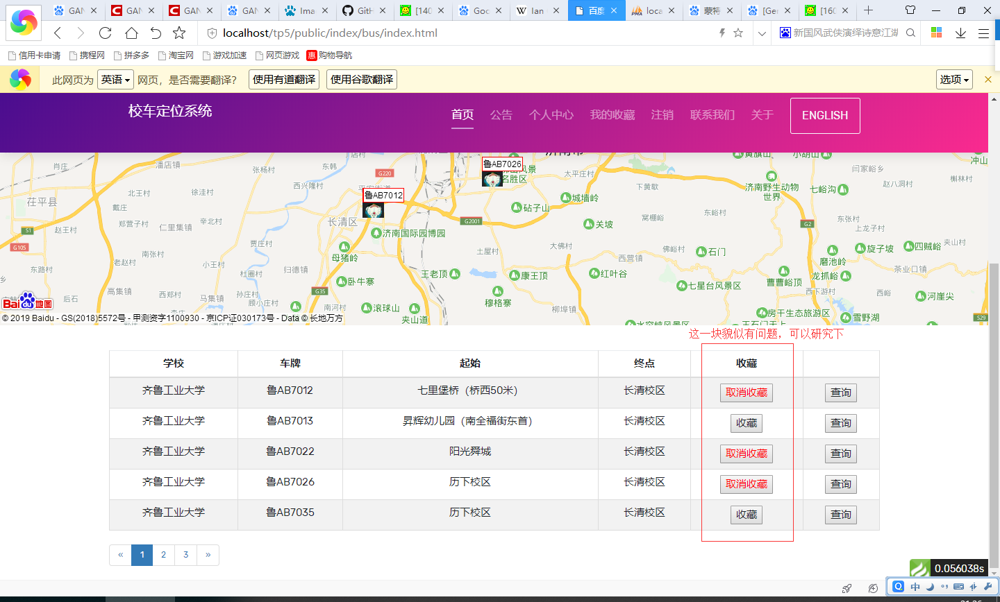 GAN
GAN
GAN
GAN
Ima
GitH
[140
Goo
Ian
百度
loca
蒙特
[Ger
[160
localhost/tp5/public/index/bus/index.html
新国风武侠演绎诗意江湖
信用卡申请 携程网 拼多多 淘宝网 游戏加速 网页游戏 惠 购物导航
此网页为 英语 网页，是否需要翻译？ 使用有道翻译 使用谷歌翻译 选项
校车定位系统
首页 公告 个人中心 我的收藏 注销 联系我们 关于 ENGLISH
肖庄
潘店镇
张杨村
东韩
G220
鲁AB7026
名胜区
太平庄村
小胡山
闫家峪乡
冲山
北王村
徐洼村
西兴隆村
鲁AB7012
下黄歇
济南野生动物
世界
七峪沟
赵八洞村
槲林村
茌平县
戴庄
辛北村
仁里集镇
郑营子村
赵王村
S1
G105
长清区
G2001
砧子山
城墙岭
关坡
窝棚峪
东峪村
G2
东张村
上龙子村
济南国际园博园
贾庄村
南张村
老赵村
小王村
杜圈村
归德镇
母猪岭
土屋村
大佛村
西营镇
佛峪村
石门
磨池岭
旋子坡
四贼峪
夹山村
东路村
高集镇
西郑村
孙庄村
卧牛寨
王老顶
康王顶
红叶谷
七星台风景区
曹曹峪顶
龙抓峪
茶业口镇
后石
马集镇
顾小庄村
G35
南河村
滚球山
夹山道
穆格寨
柳埠镇
西下游村
西峪
河崖尖
房干生态旅游区
雪野湖
S29
Baidu地图
© 2019 Baidu - GS(2018)5572号 - 甲测资字1100930 - 京ICP证030173号 - Data © 长地万方
这一块貌似有问题，可以研究下
学校 车牌 起始 终点 收藏
齐鲁工业大学 鲁AB7012 七里堡桥（桥西50米） 长清校区 取消收藏 查询
齐鲁工业大学 鲁AB7013 昇辉幼儿园（南全福街东首） 长清校区 收藏 查询
齐鲁工业大学 鲁AB7022 阳光舜城 长清校区 取消收藏 查询
齐鲁工业大学 鲁AB7026 历下校区 长清校区 取消收藏 查询
齐鲁工业大学 鲁AB7035 历下校区 长清校区 收藏 查询
« 1 2 3 »
0.056038s
中